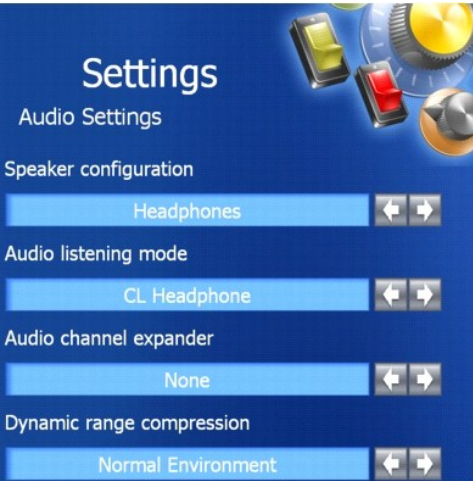 Settings
Audio Settings
Speaker configuration
Headphones
Audio listening mode
CL Headphone
Audio channel expander
None
Dynamic range compression
Normal Environment